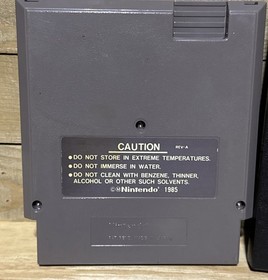 CAUTION REV-A
• DO NOT STORE IN EXTREME TEMPERATURES.
• DO NOT IMMERSE IN WATER.
• DO NOT CLEAN WITH BENZENE, THINNER,
ALCOHOL OR OTHER SUCH SOLVENTS.
©®Nintendo® 1985